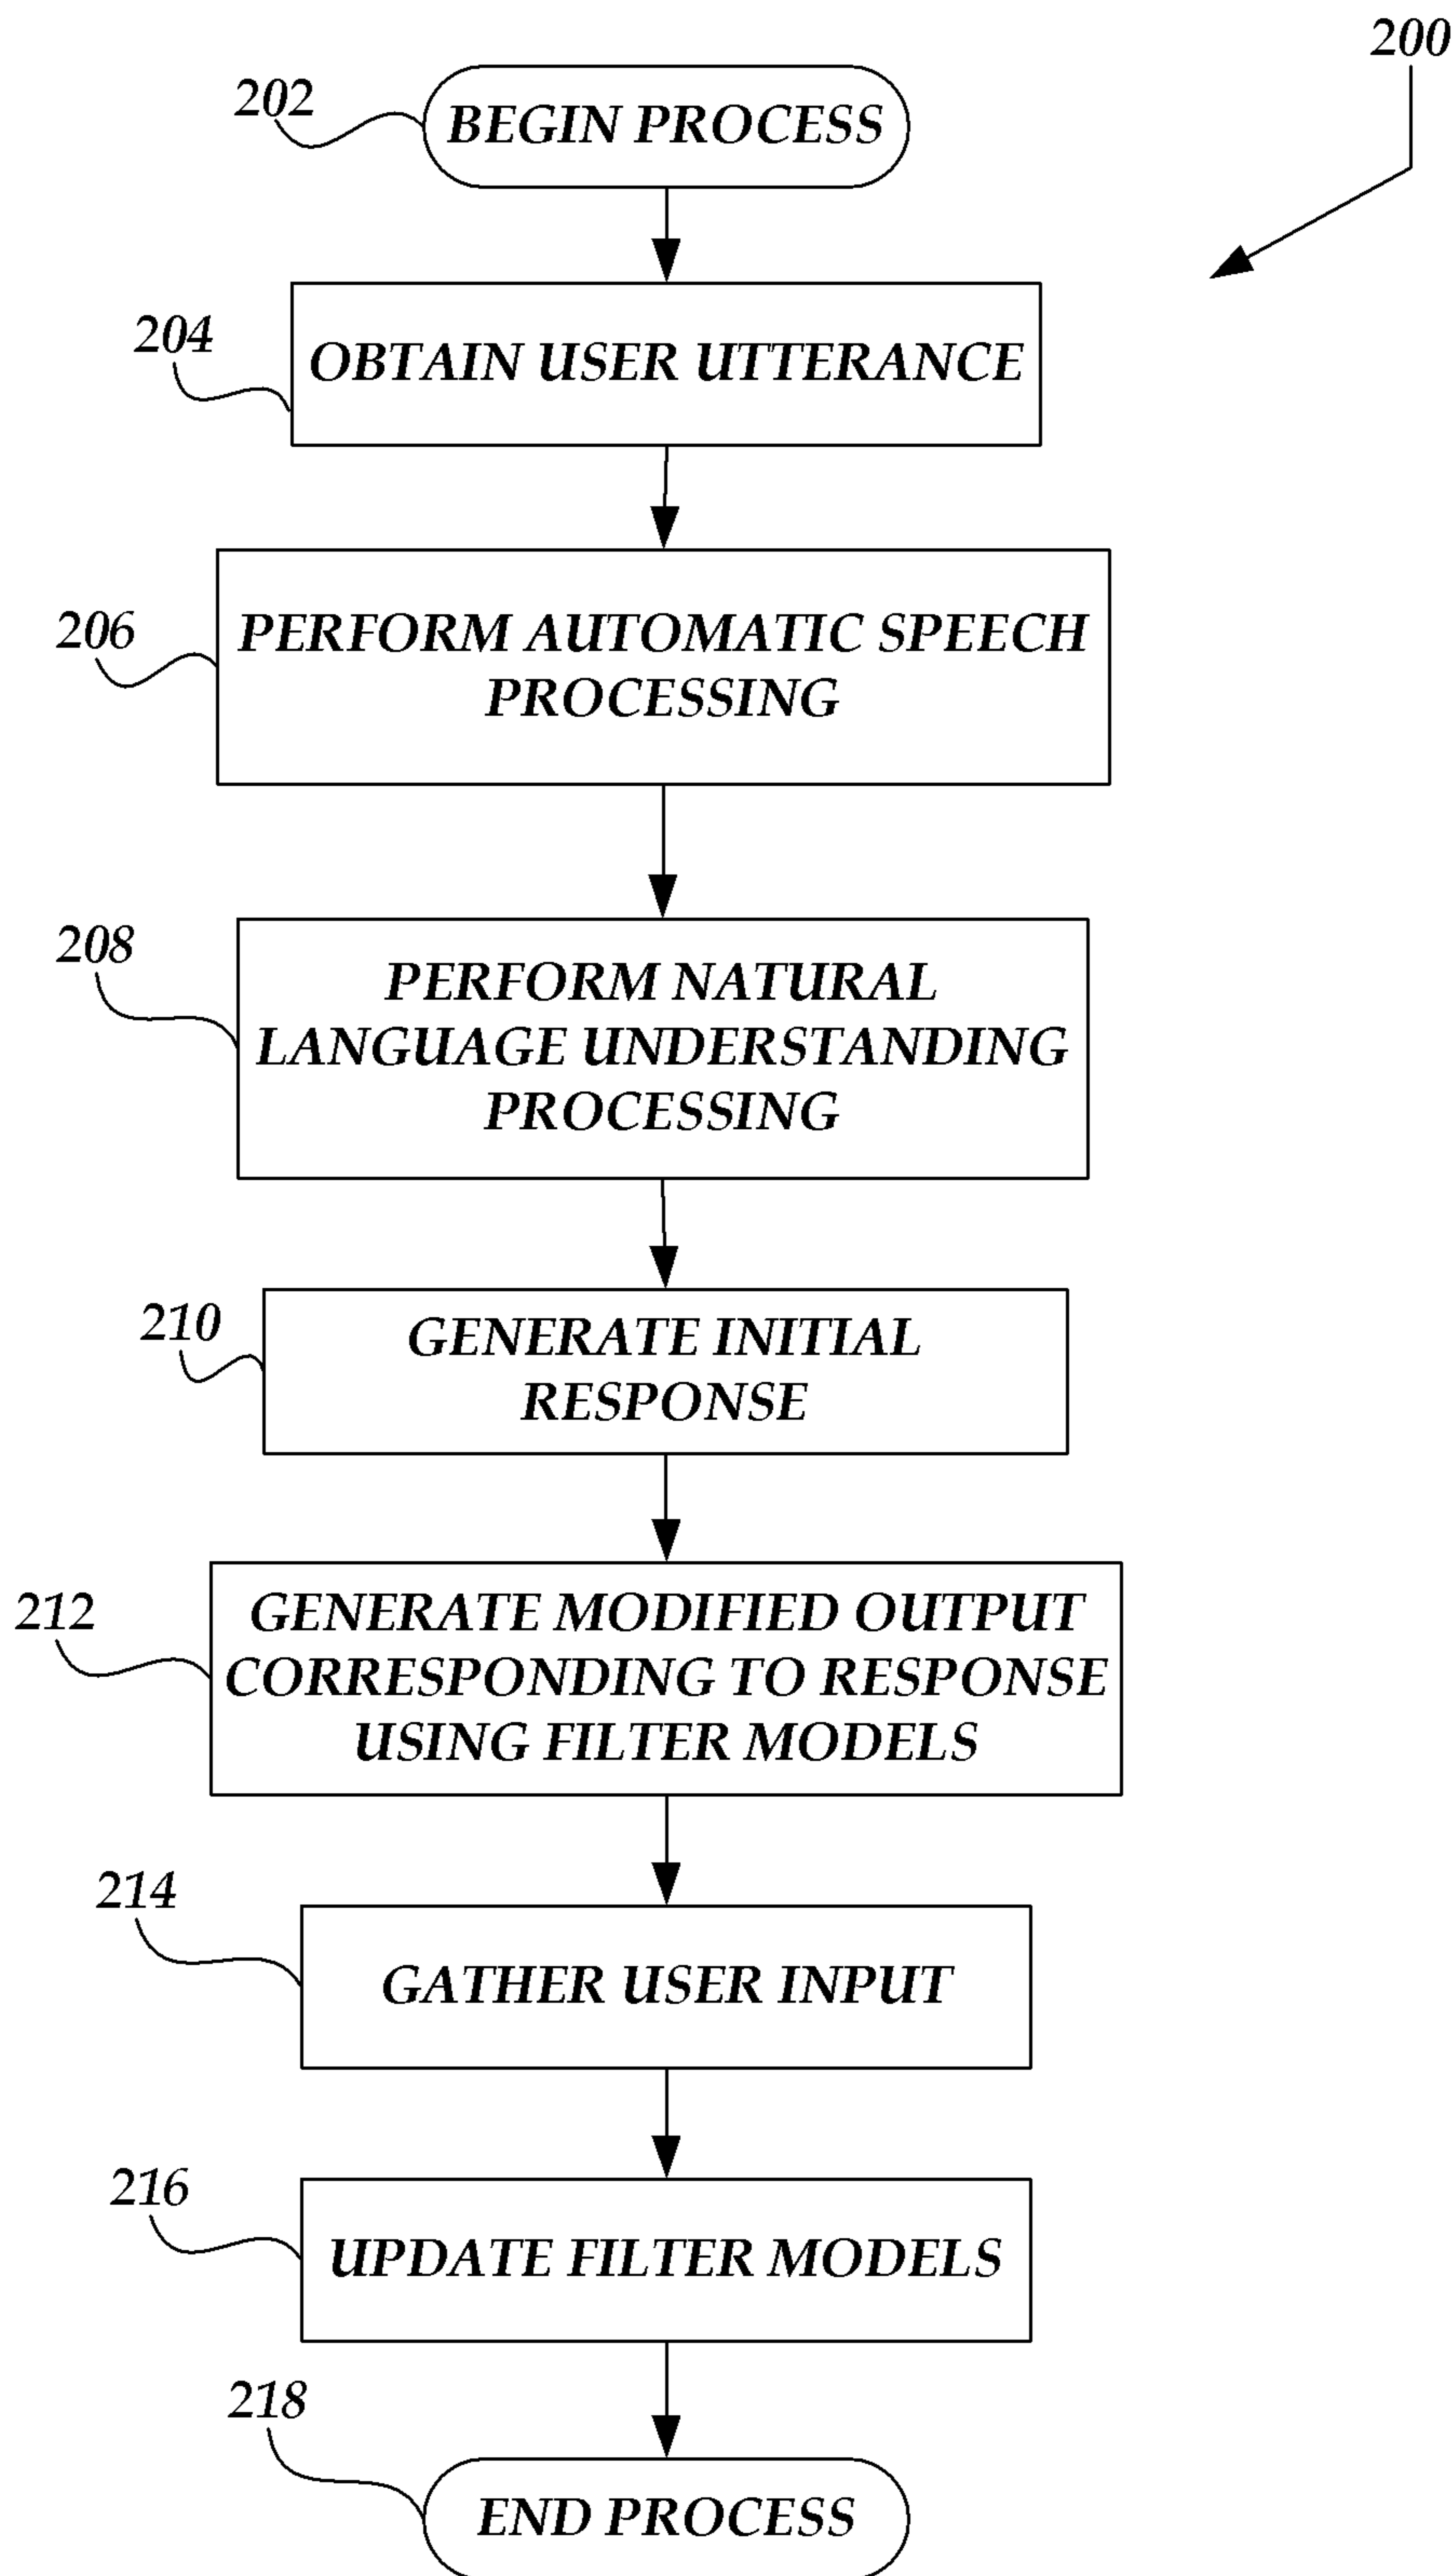 200
202
BEGIN PROCESS
204
OBTAIN USER UTTERANCE
206
PERFORM AUTOMATIC SPEECH
PROCESSING
208
PERFORM NATURAL
LANGUAGE UNDERSTANDING
PROCESSING
210
GENERATE INITIAL
RESPONSE
212
GENERATE MODIFIED OUTPUT
CORRESPONDING TO RESPONSE
USING FILTER MODELS
214
GATHER USER INPUT
216
UPDATE FILTER MODELS
218
END PROCESS